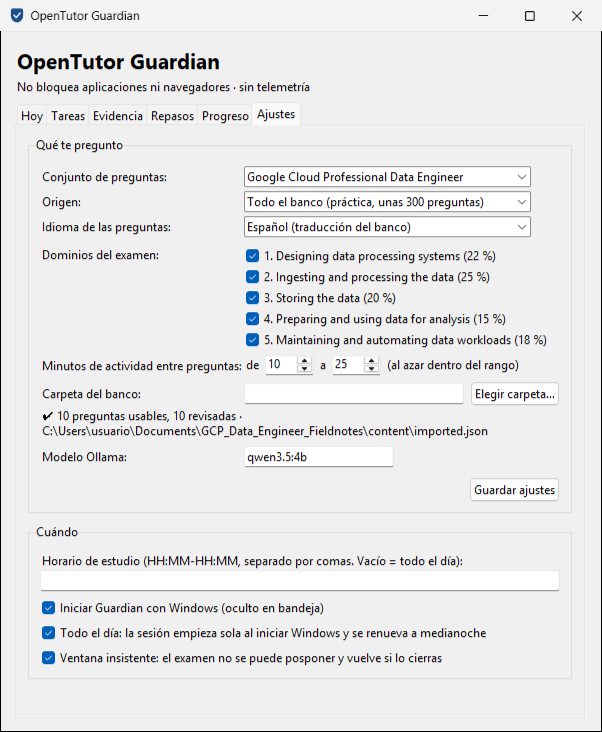 OpenTutor Guardian
OpenTutor Guardian
No bloquea aplicaciones ni navegadores · sin telemetría
Hoy Tareas Evidencia Repasos Progreso Ajustes
Qué te pregunto
Conjunto de preguntas: Google Cloud Professional Data Engineer
Origen: Todo el banco (práctica, unas 300 preguntas)
Idioma de las preguntas: Español (traducción del banco)
Dominios del examen: 1. Designing data processing systems (22 %)
2. Ingesting and processing the data (25 %)
3. Storing the data (20 %)
4. Preparing and using data for analysis (15 %)
5. Maintaining and automating data workloads (18 %)
Minutos de actividad entre preguntas: de 10 a 25 (al azar dentro del rango)
Carpeta del banco: Elegir carpeta...
✔ 10 preguntas usables, 10 revisadas ·
C:\Users\usuario\Documents\GCP_Data_Engineer_Fieldnotes\content\imported.json
Modelo Ollama: qwen3.5:4b
Guardar ajustes
Cuándo
Horario de estudio (HH:MM-HH:MM, separado por comas. Vacío = todo el día):
Iniciar Guardian con Windows (oculto en bandeja)
Todo el día: la sesión empieza sola al iniciar Windows y se renueva a medianoche
Ventana insistente: el examen no se puede posponer y vuelve si lo cierras